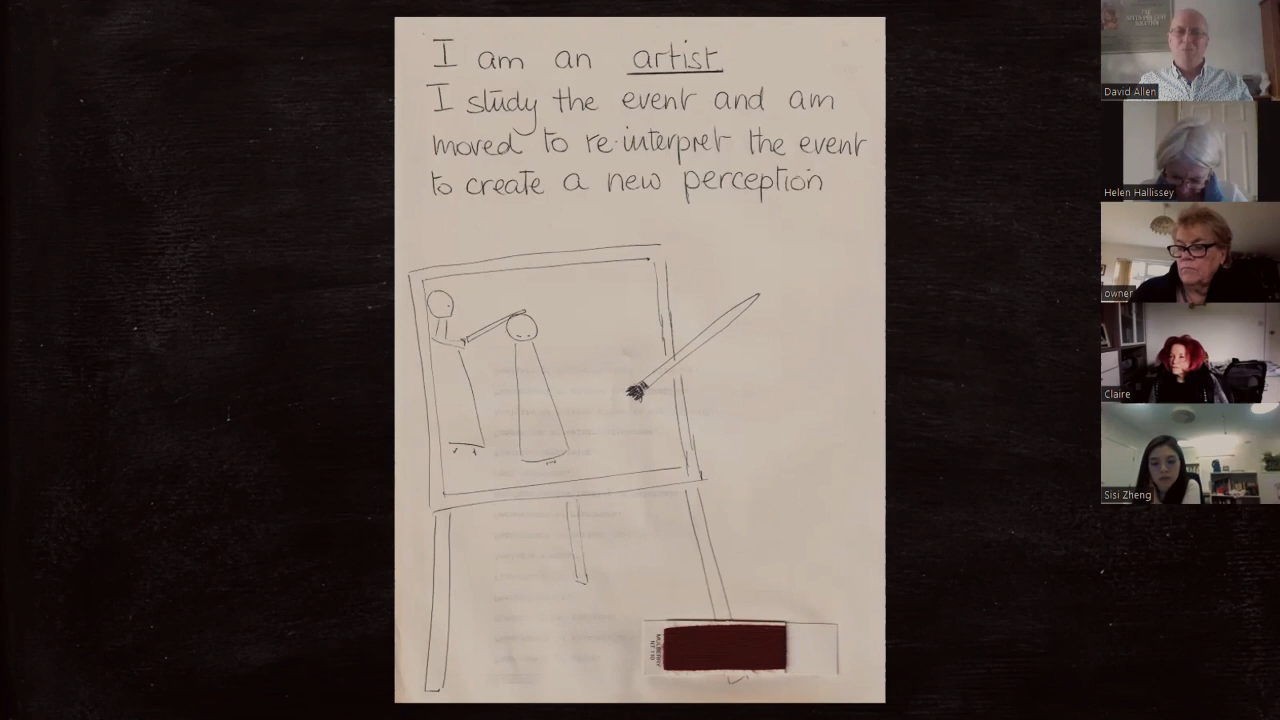 I am an artist
I study the event and am
moved to re-interpret the event
to create a new perception
David Allen
Helen Hallissey
owner
Claire
Sisi Zheng